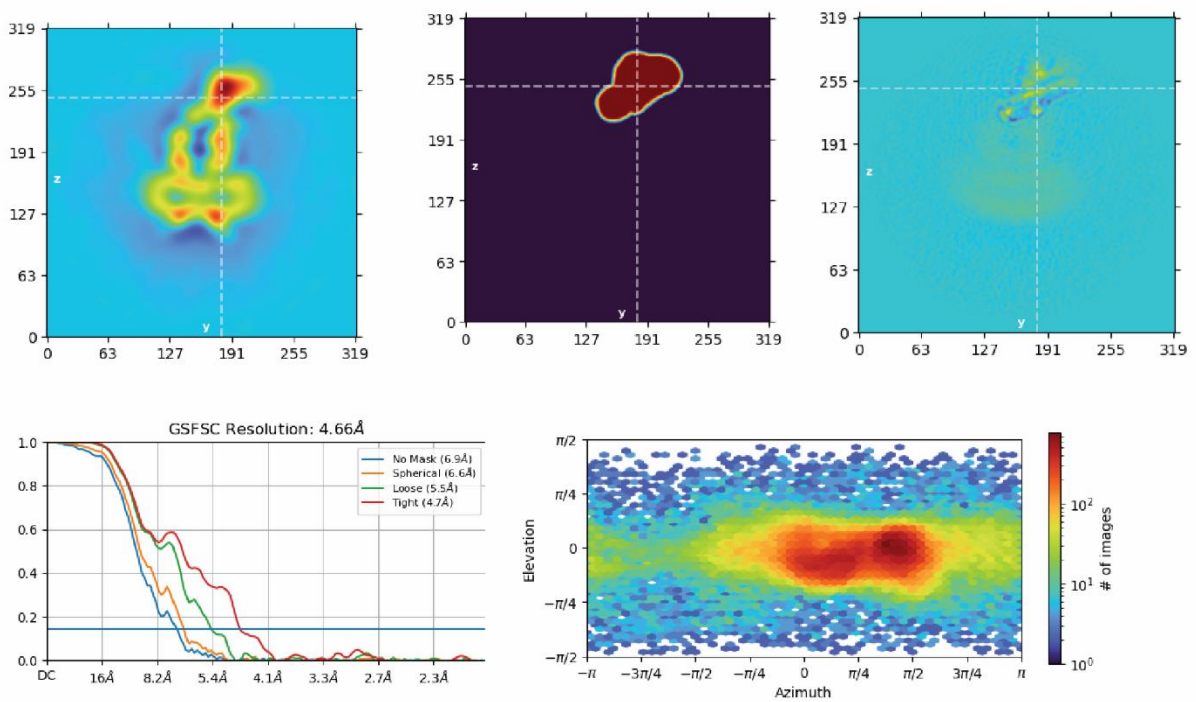 319
255
191
127
63
0
z
y
0 63 127 191 255 319
319
255
191
127
63
0
z
y
0 63 127 191 255 319
319
255
191
127
63
0
z
y
0 63 127 191 255 319
GSFSC Resolution: 4.66Å
1.0
0.8
0.6
0.4
0.2
0.0
No Mask (6.9Å)
Spherical (6.6Å)
Loose (5.5Å)
Tight (4.7Å)
DC 16Å 8.2Å 5.4Å 4.1Å 3.3Å 2.7Å 2.3Å
Elevation
π/2
π/4
0
−π/4
−π/2
−π −3π/4 −π/2 −π/4 0 π/4 π/2 3π/4 π
Azimuth
10²
10¹
10⁰
# of images